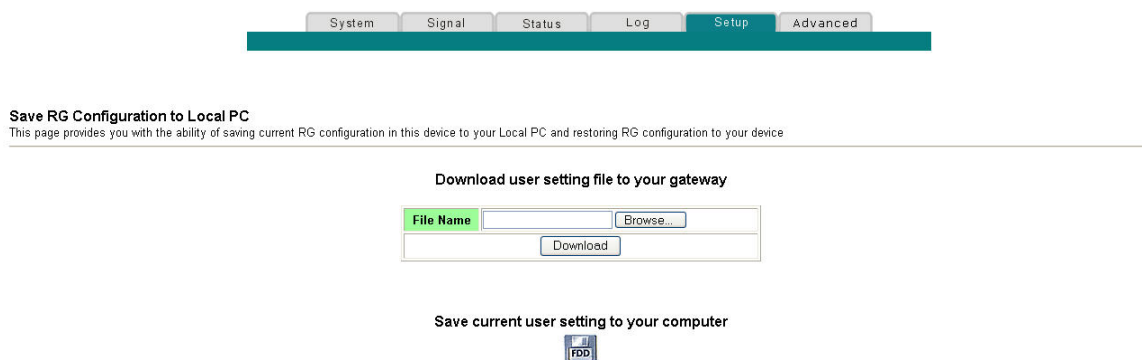 System Signal Status Log Setup Advanced
Save RG Configuration to Local PC
This page provides you with the ability of saving current RG configuration in this device to your Local PC and restoring RG configuration to your device
Download user setting file to your gateway
File Name Browse...
Download
Save current user setting to your computer
FDD